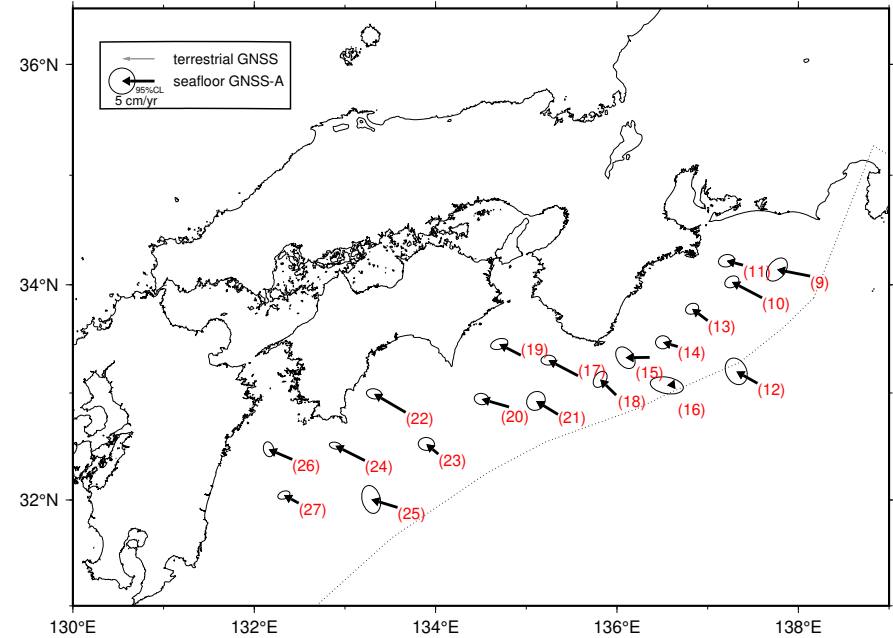 36°N
34°N
32°N
130°E
132°E
134°E
136°E
138°E
terrestrial GNSS
seafloor GNSS-A
95%CL
5 cm/yr
(11)
(9)
(10)
(13)
(14)
(19)
(15)
(17)
(12)
(18)
(16)
(20)
(21)
(22)
(23)
(26)
(24)
(27)
(25)